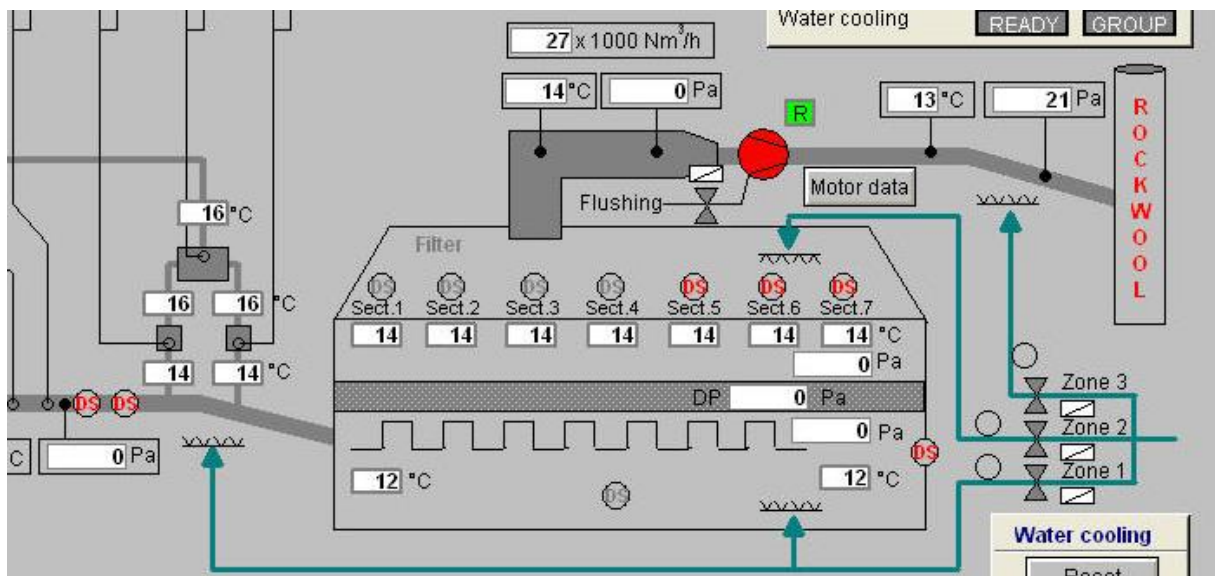 Water cooling READY GROUP
27 x 1000 Nm³/h
14 °C 0 Pa
R
13 °C 21 Pa
ROCKWOOL
Motor data
Flushing
16 °C
Filter
DS DS DS DS DS DS DS
Sect.1 Sect.2 Sect.3 Sect.4 Sect.5 Sect.6 Sect.7
16 16 °C
14 14 14 14 14 14 14 °C
0 Pa
14 14 °C
DP 0 Pa
Zone 3
DS DS
0 Pa
Zone 2
C 0 Pa
DS
Zone 1
12 °C 12 °C
DS
Water cooling
Reset